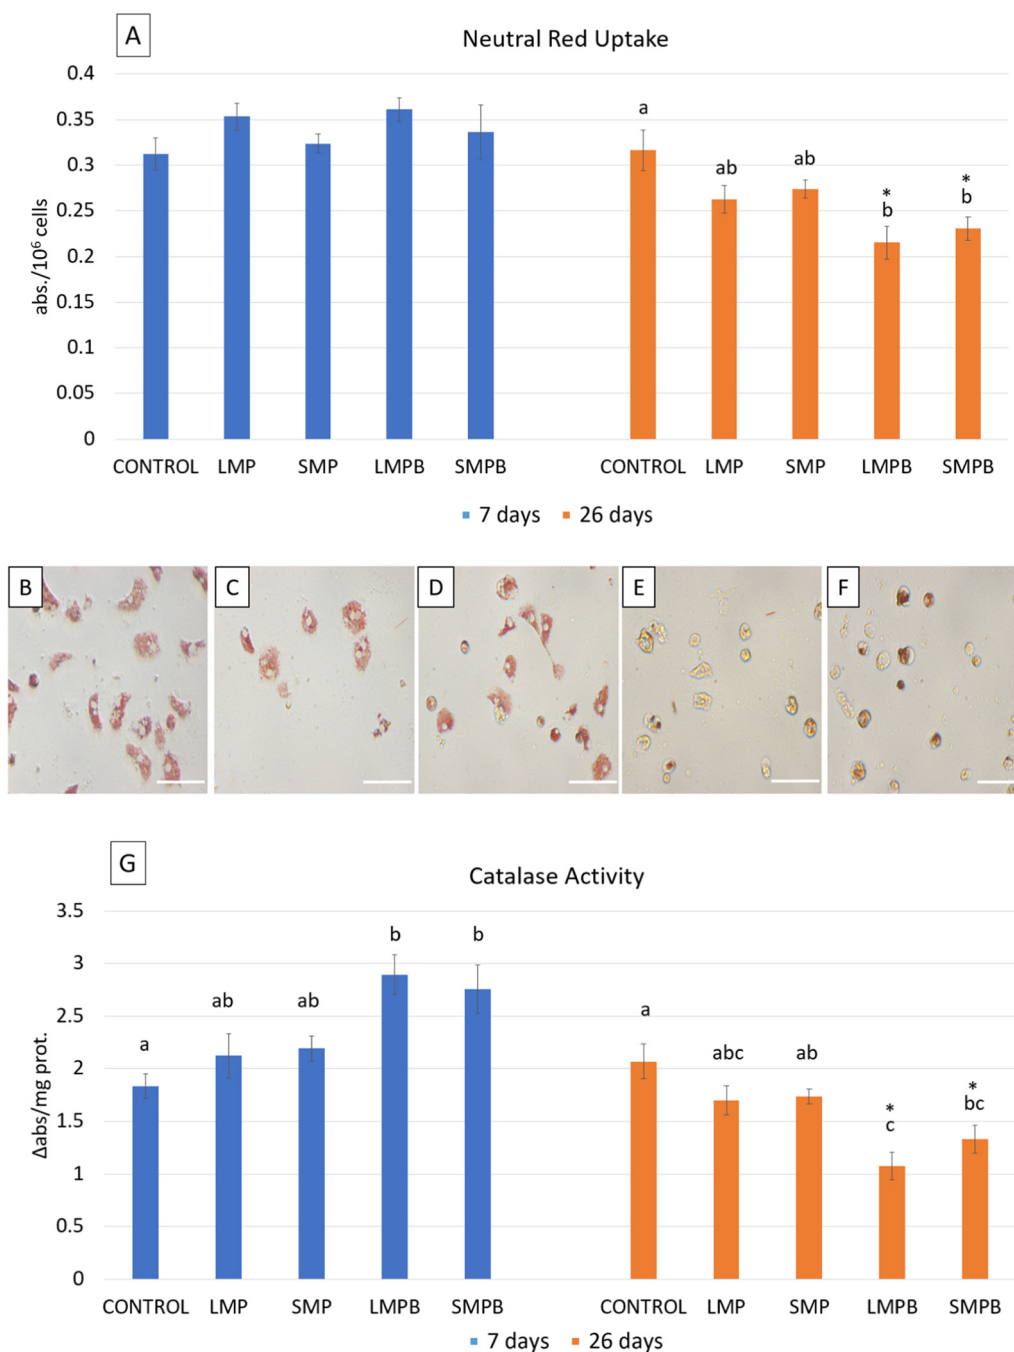 A
Neutral Red Uptake
abs./10⁶ cells
0.4
0.35
0.3
0.25
0.2
0.15
0.1
0.05
0
a
ab
ab
*
b
*
b
CONTROL LMP SMP LMPB SMPB CONTROL LMP SMP LMPB SMPB
7 days 26 days
B C D E F
G
Catalase Activity
Δabs/mg prot.
3.5
3
2.5
2
1.5
1
0.5
0
a
ab
ab
b
b
a
abc
ab
*
c
*
bc
CONTROL LMP SMP LMPB SMPB CONTROL LMP SMP LMPB SMPB
7 days 26 days